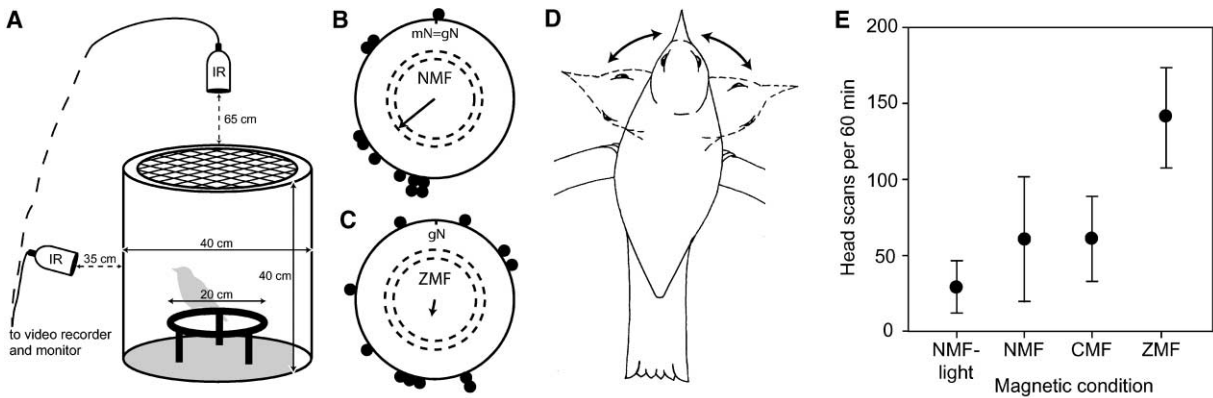 A
IR
65 cm
IR
35 cm
40 cm
40 cm
20 cm
to video recorder
and monitor
B
mN=gN
NMF
C
gN
ZMF
D
E
Head scans per 60 min
200
150
100
50
0
NMF-
light
NMF
CMF
ZMF
Magnetic condition